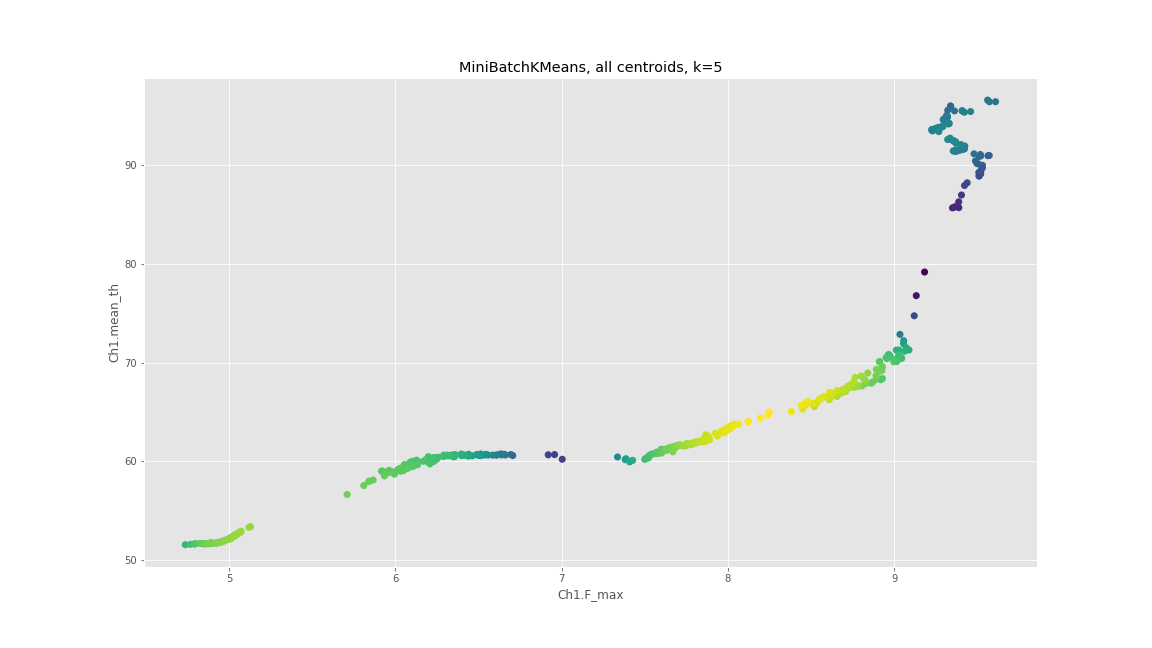 MiniBatchKMeans, all centroids, k=5
90
80
70
60
50
Ch1.mean_th
5 6 7 8 9
Ch1.F_max